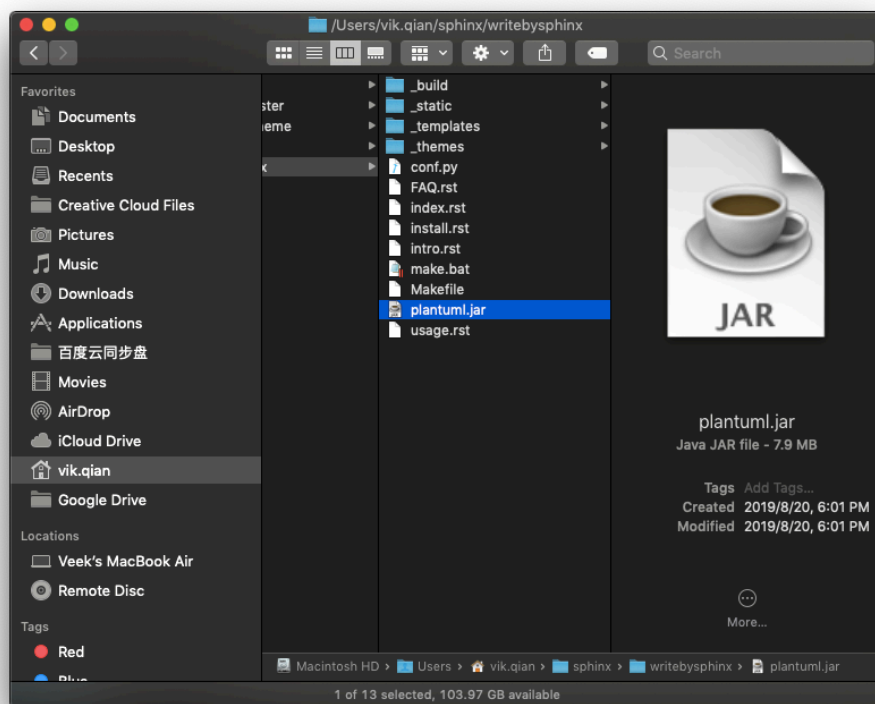 /Users/vik.qian/sphinx/writebysphinx
Search
Favorites
Documents
Desktop
Recents
Creative Cloud Files
Pictures
Music
Downloads
Applications
百度云同步盘
Movies
AirDrop
iCloud Drive
vik.qian
Google Drive
Locations
Veek's MacBook Air
Remote Disc
Tags
Red
Blue
ster
eme
x
_build
_static
_templates
_themes
conf.py
FAQ.rst
index.rst
install.rst
intro.rst
make.bat
Makefile
plantuml.jar
usage.rst
JAR
plantuml.jar
Java JAR file - 7.9 MB
Tags Add Tags...
Created 2019/8/20, 6:01 PM
Modified 2019/8/20, 6:01 PM
More...
Macintosh HD › Users › vik.qian › sphinx › writebysphinx › plantuml.jar
1 of 13 selected, 103.97 GB available